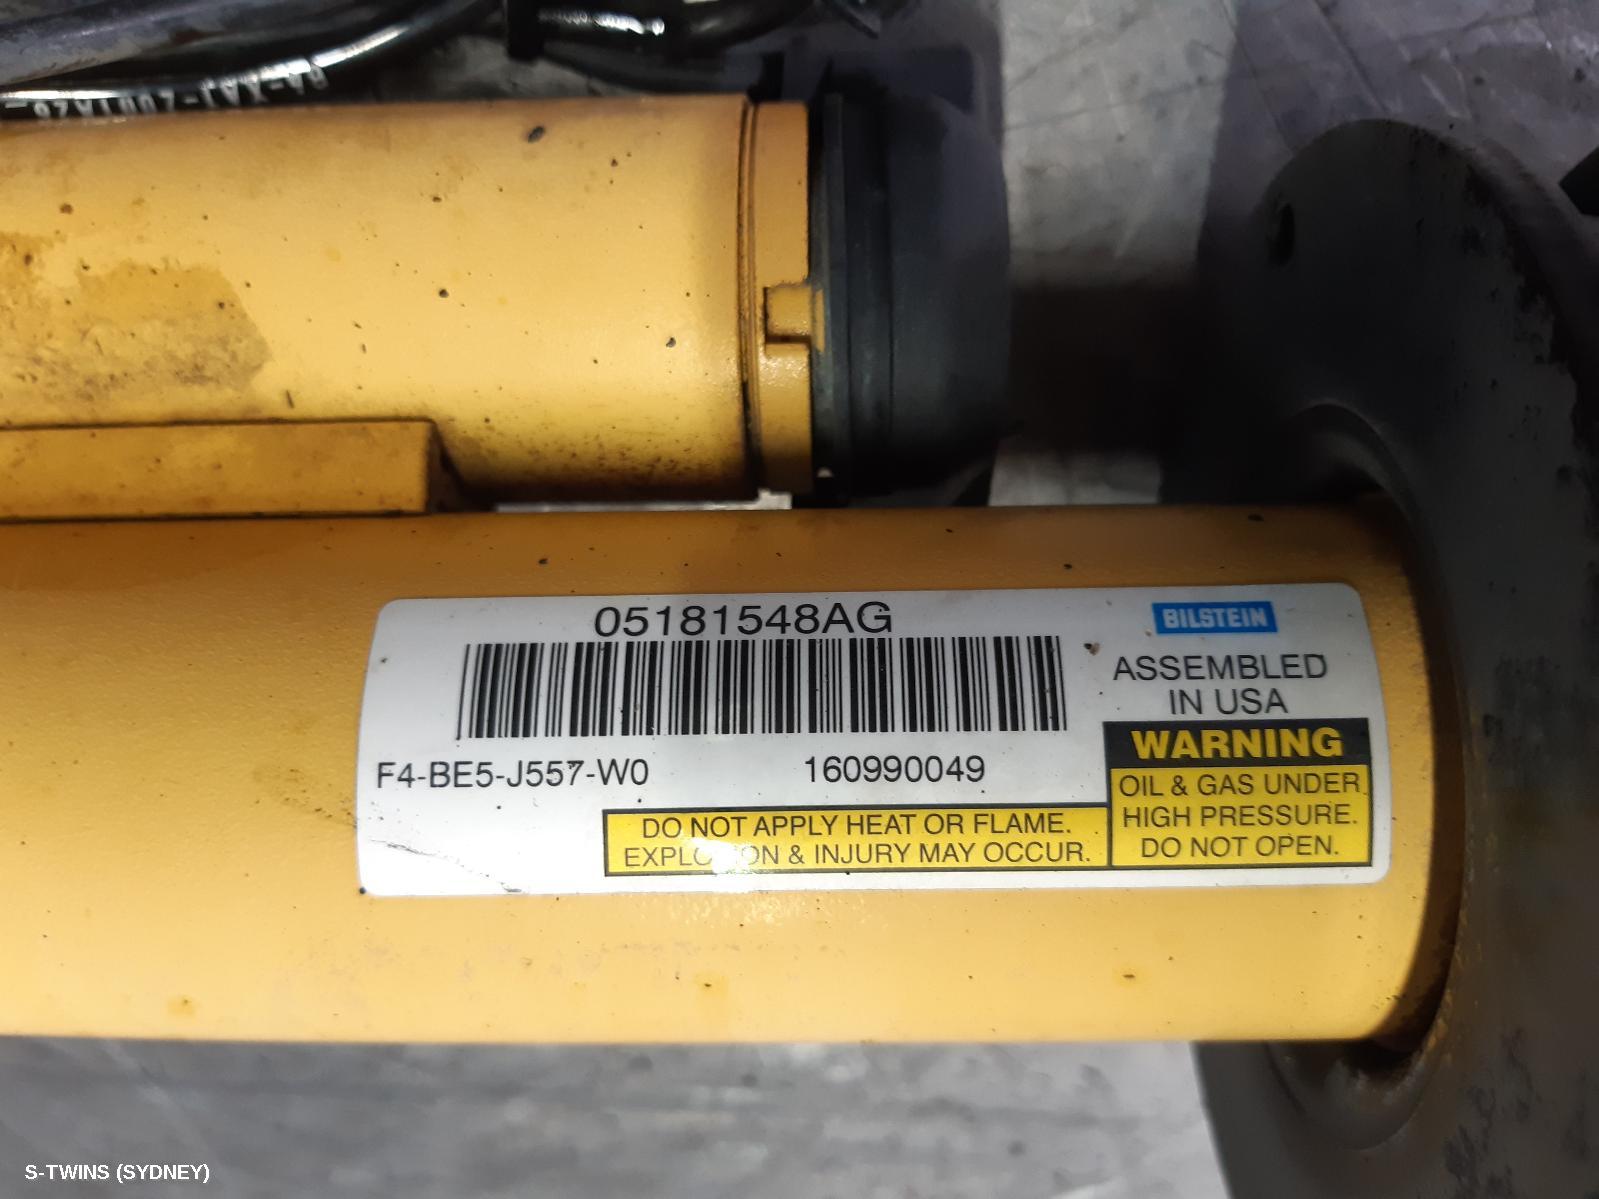 05181548AG
BILSTEIN
ASSEMBLED
IN USA
F4-BE5-J557-W0
160990049
WARNING
OIL & GAS UNDER
HIGH PRESSURE.
DO NOT OPEN.
DO NOT APPLY HEAT OR FLAME.
& INJURY MAY OCCUR.
S-TWINS (SYDNEY)